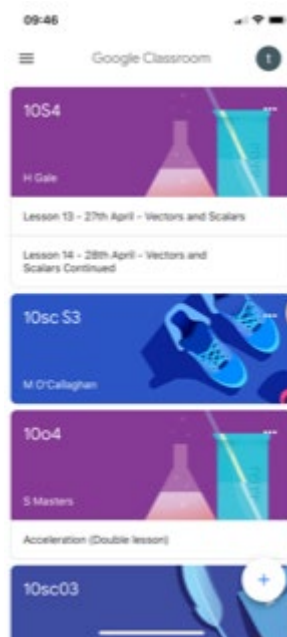 09:46
Google Classroom
t
10S4
H Gale
Lesson 13 - 27th April - Vectors and Scalars
Lesson 14 - 28th April - Vectors and
Scalars Continued
10sc S3
M O'Callaghan
10o4
S Masters
Acceleration (Double lesson)
10sc03